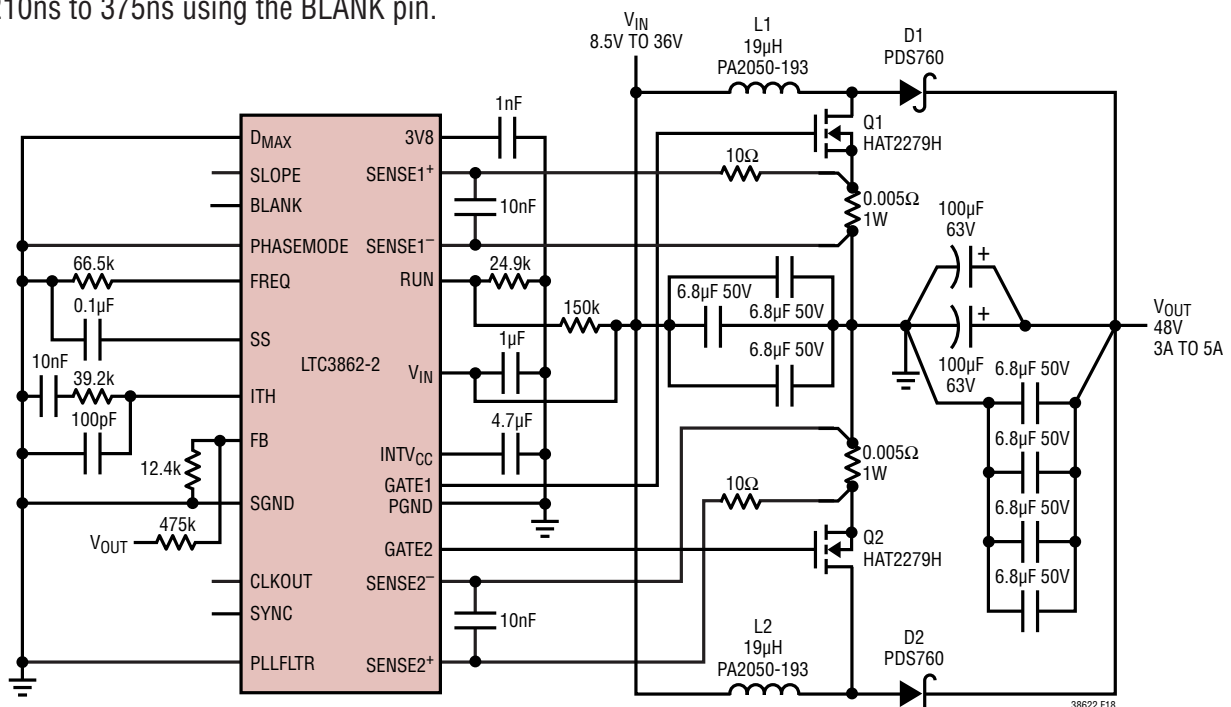 210ns to 375ns using the BLANK pin.
VIN
8.5V TO 36V
L1
19µH
PA2050-193
D1
PDS760
1nF
DMAX
3V8
Q1
HAT2279H
10Ω
SLOPE
SENSE1+
BLANK
10nF
0.005Ω
1W
100µF
63V
+
PHASEMODE
SENSE1–
66.5k
FREQ
RUN
24.9k
6.8µF 50V
6.8µF 50V
6.8µF 50V
0.1µF
150k
+
VOUT
48V
3A TO 5A
SS
1µF
LTC3862-2
VIN
100µF
63V
10nF
39.2k
ITH
6.8µF 50V
100pF
4.7µF
FB
INTVCC
6.8µF 50V
12.4k
0.005Ω
1W
GATE1
10Ω
SGND
PGND
6.8µF 50V
475k
VOUT
GATE2
Q2
HAT2279H
6.8µF 50V
CLKOUT
SENSE2–
SYNC
10nF
L2
19µH
PA2050-193
D2
PDS760
PLLFLTR
SENSE2+
38622 F18